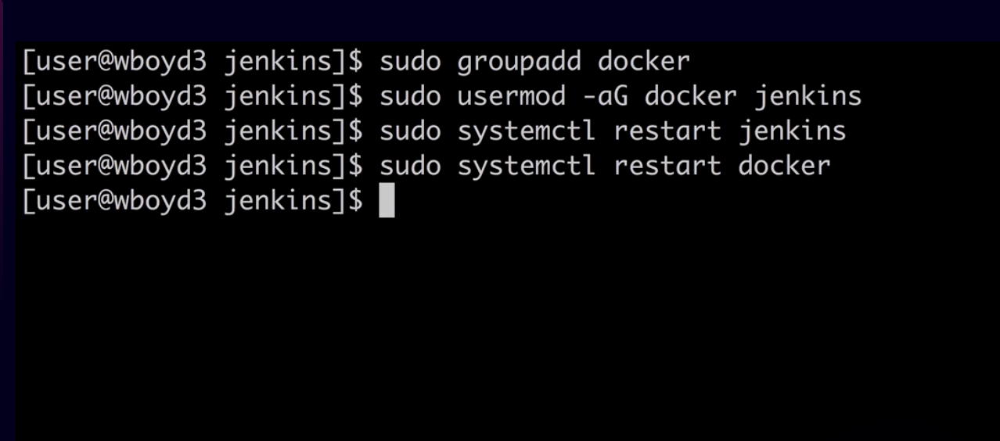 [user@wboyd3 jenkins]$ sudo groupadd docker
[user@wboyd3 jenkins]$ sudo usermod -aG docker jenkins
[user@wboyd3 jenkins]$ sudo systemctl restart jenkins
[user@wboyd3 jenkins]$ sudo systemctl restart docker
[user@wboyd3 jenkins]$